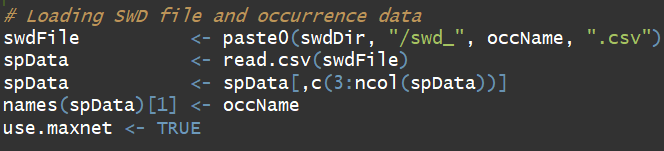 # Loading SWD file and occurrence data
swdFile          <- paste0(swdDir, "/swd_", occName, ".csv")
spData           <- read.csv(swdFile)
spData           <- spData[,c(3:ncol(spData))]
names(spData)[1] <- occName
use.maxnet <- TRUE